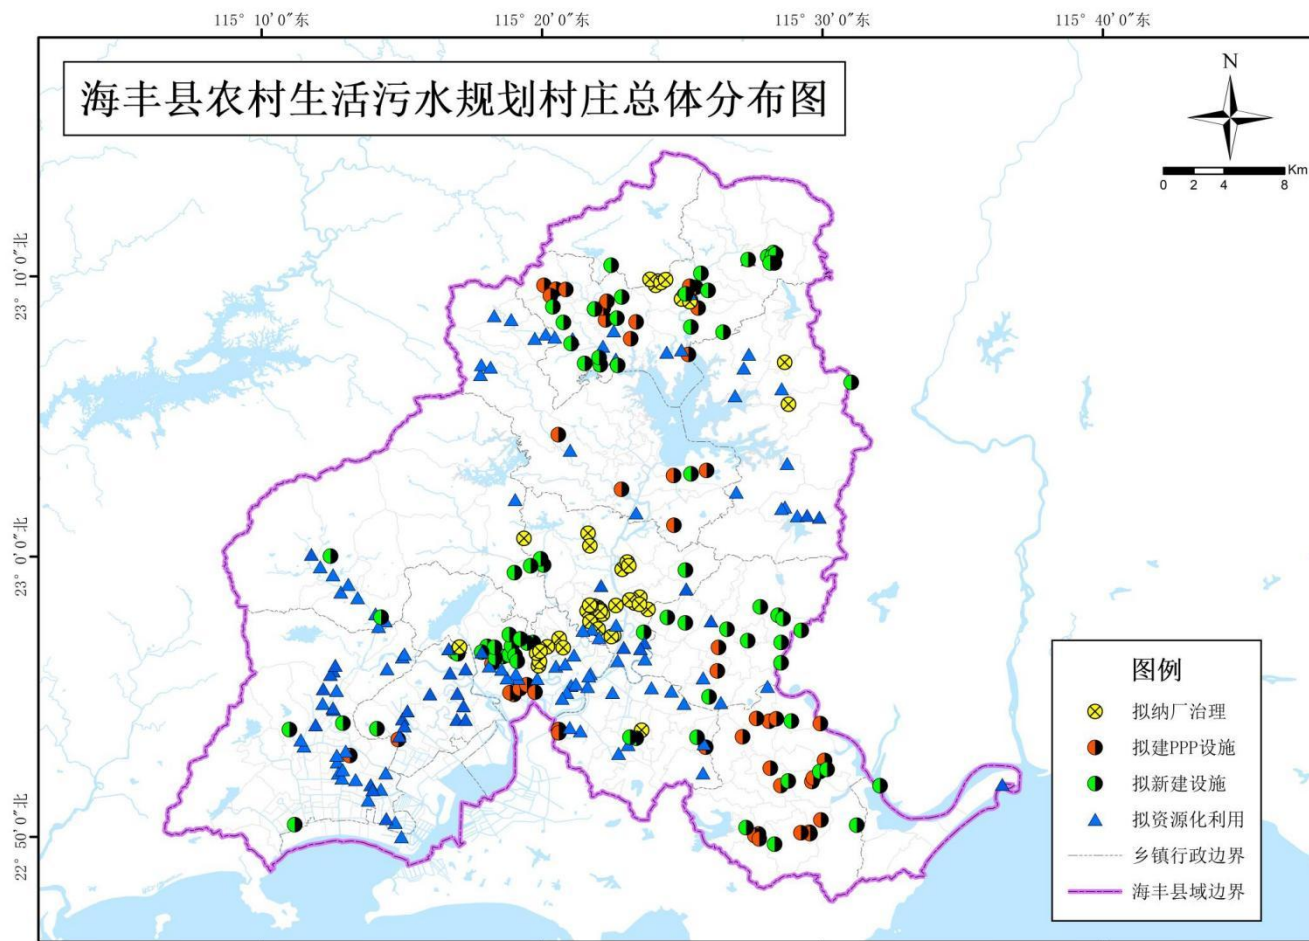 115° 10′0″东
115° 20′0″东
115° 30′0″东
115° 40′0″东
海丰县农村生活污水规划村庄总体分布图
N
Km
0 2 4 8
23° 10′0″北
23° 0′0″北
22° 50′0″北
图例
拟纳厂治理
拟建PPP设施
拟新建设施
拟资源化利用
乡镇行政边界
海丰县域边界